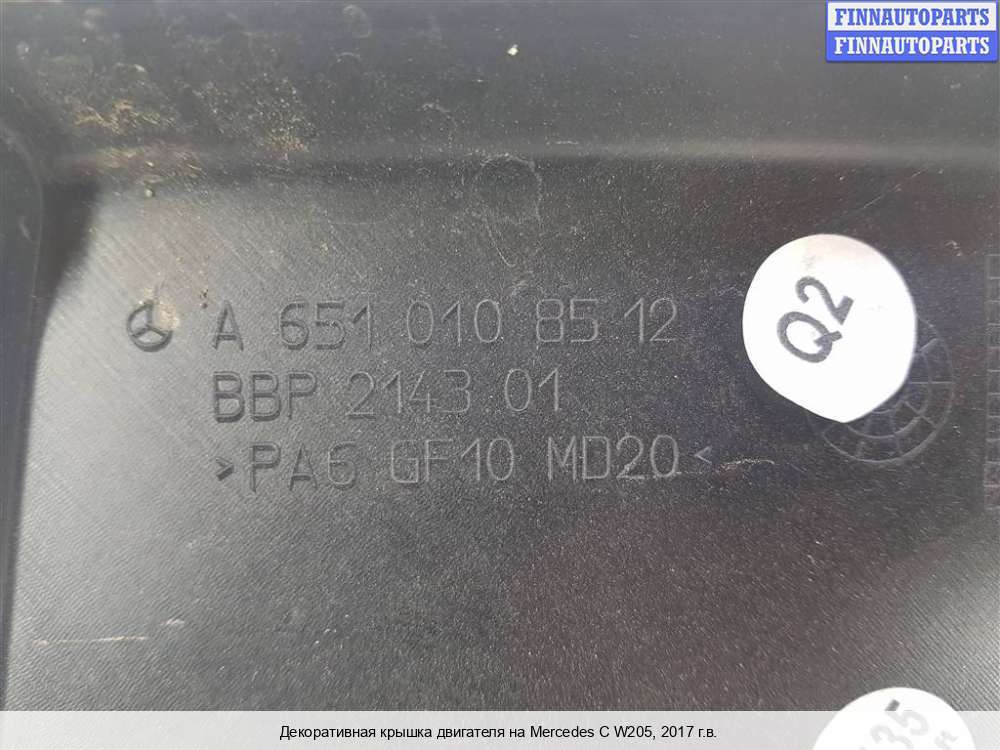 FINNAUTOPARTS
FINNAUTOPARTS
A 651 010 85 12
Q2
BBP 2143 01
>PA6 GF10 MD20<
35
Декоративная крышка двигателя на Mercedes C W205, 2017 г.в.